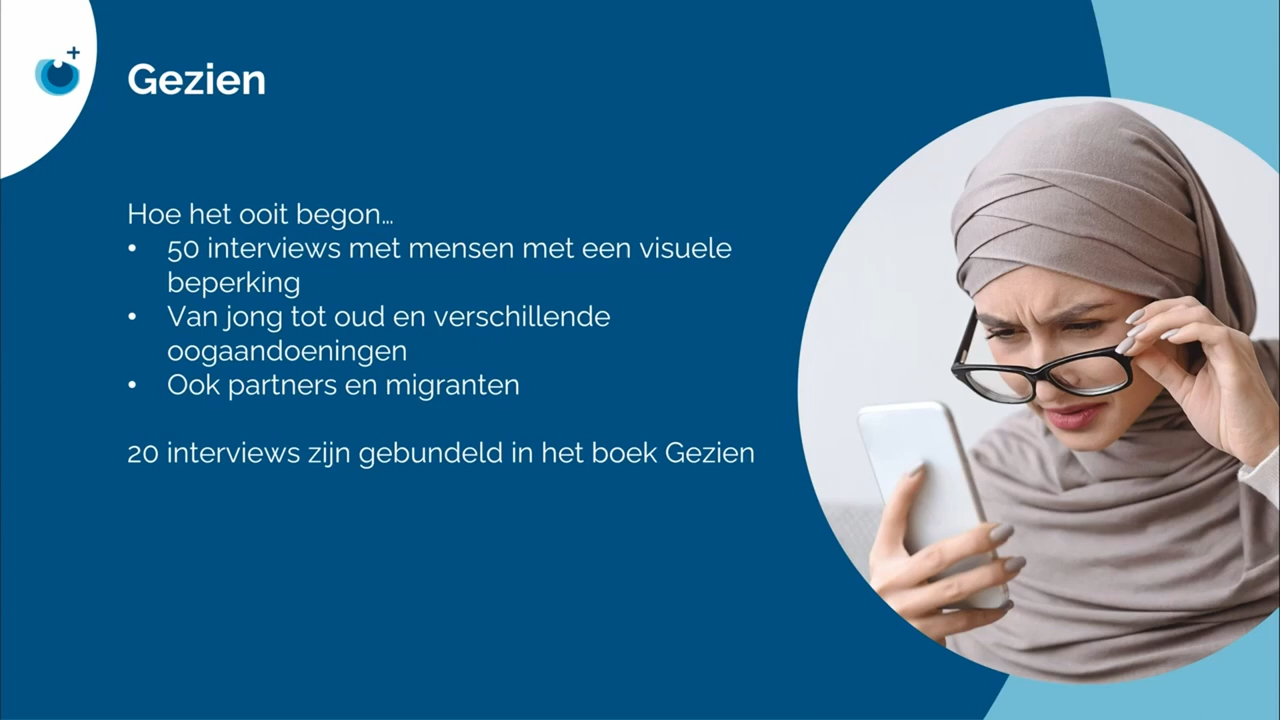 Gezien
Hoe het ooit begon…
• 50 interviews met mensen met een visuele
beperking
• Van jong tot oud en verschillende
oogaandoeningen
• Ook partners en migranten
20 interviews zijn gebundeld in het boek Gezien